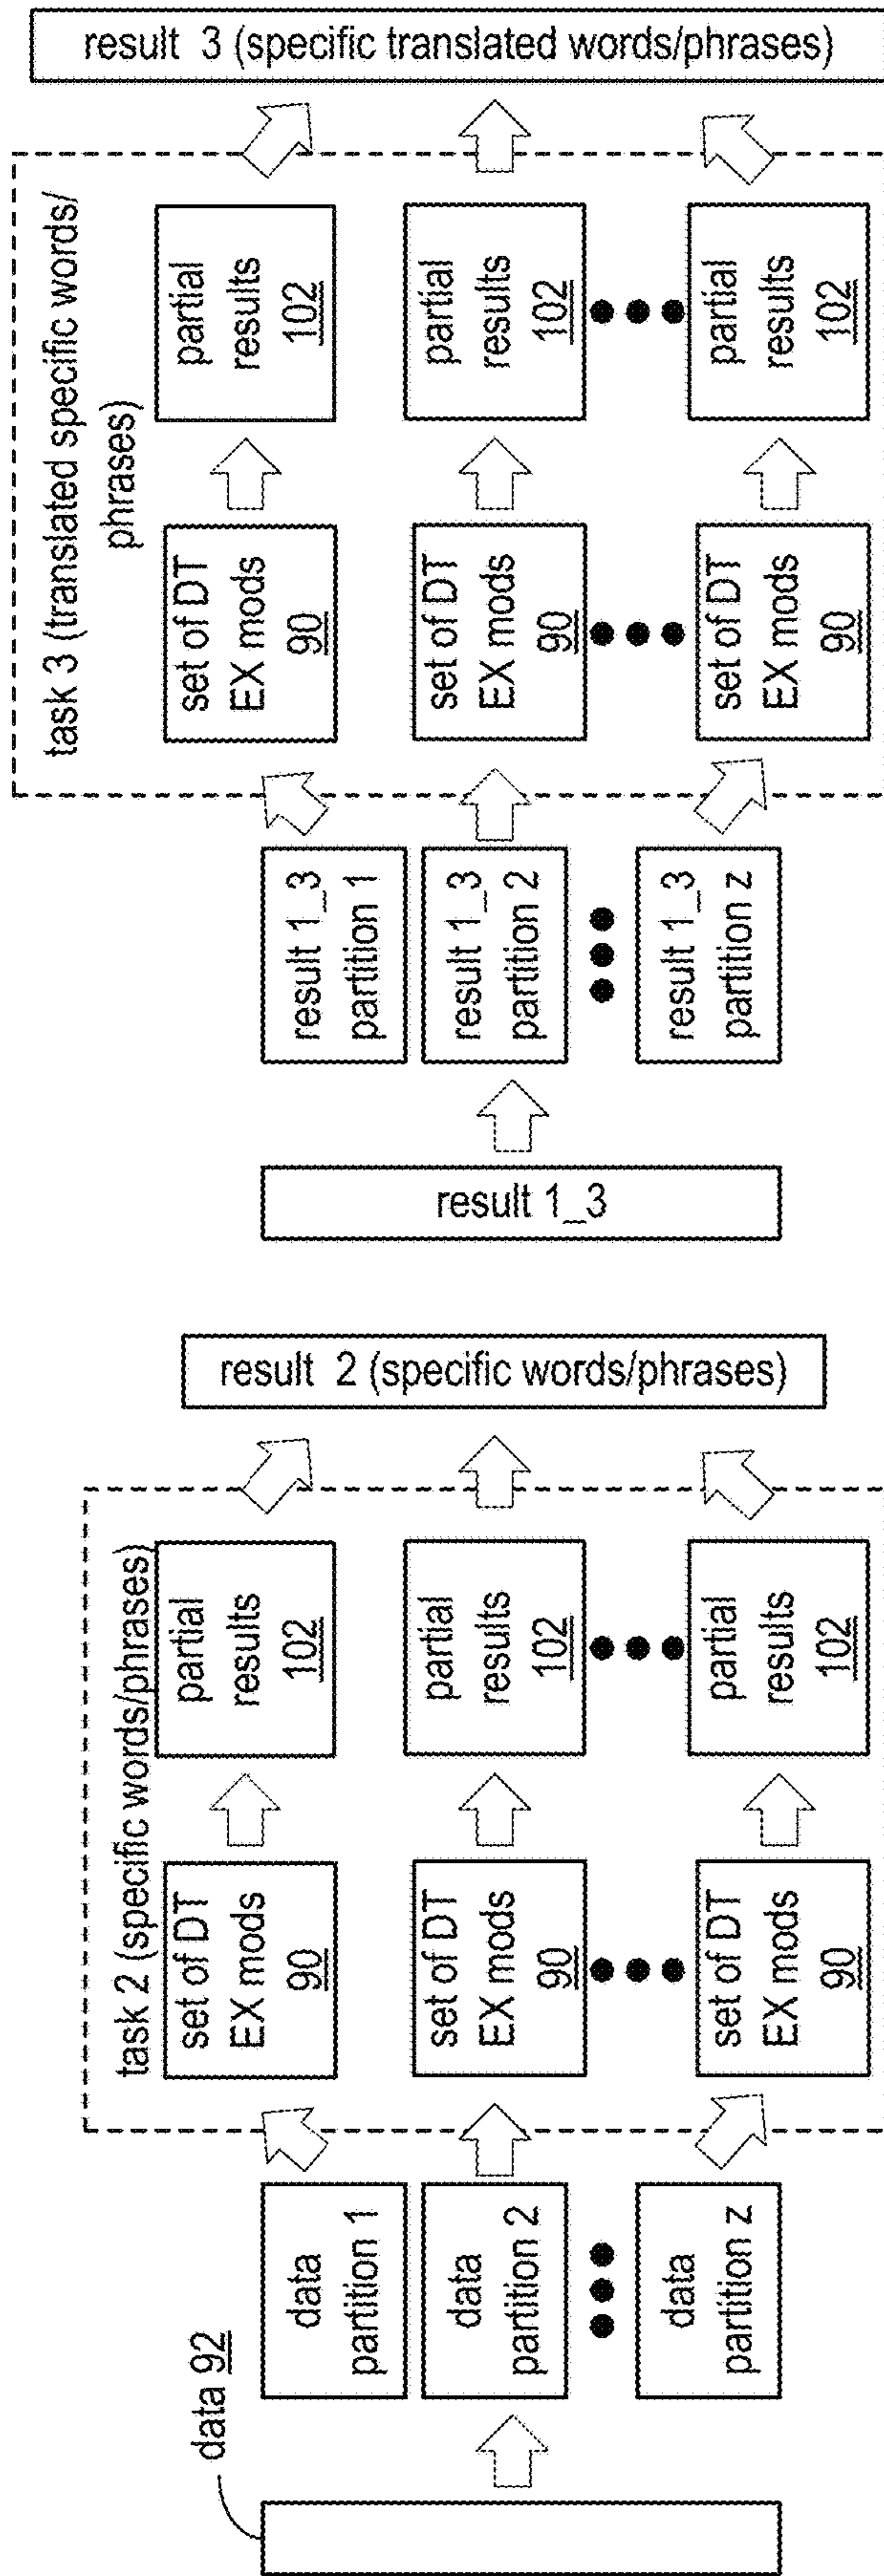 data 92
data
partition 1
data
partition 2
data
partition z
task 2 (specific words/phrases)
set of DT
EX mods
90
set of DT
EX mods
90
set of DT
EX mods
90
partial
results
102
partial
results
102
partial
results
102
result 2 (specific words/phrases)
result 1_3
result 1_3
partition 1
result 1_3
partition 2
result 1_3
partition z
task 3 (translated specific words/
phrases)
set of DT
EX mods
90
set of DT
EX mods
90
set of DT
EX mods
90
partial
results
102
partial
results
102
partial
results
102
result 3 (specific translated words/phrases)